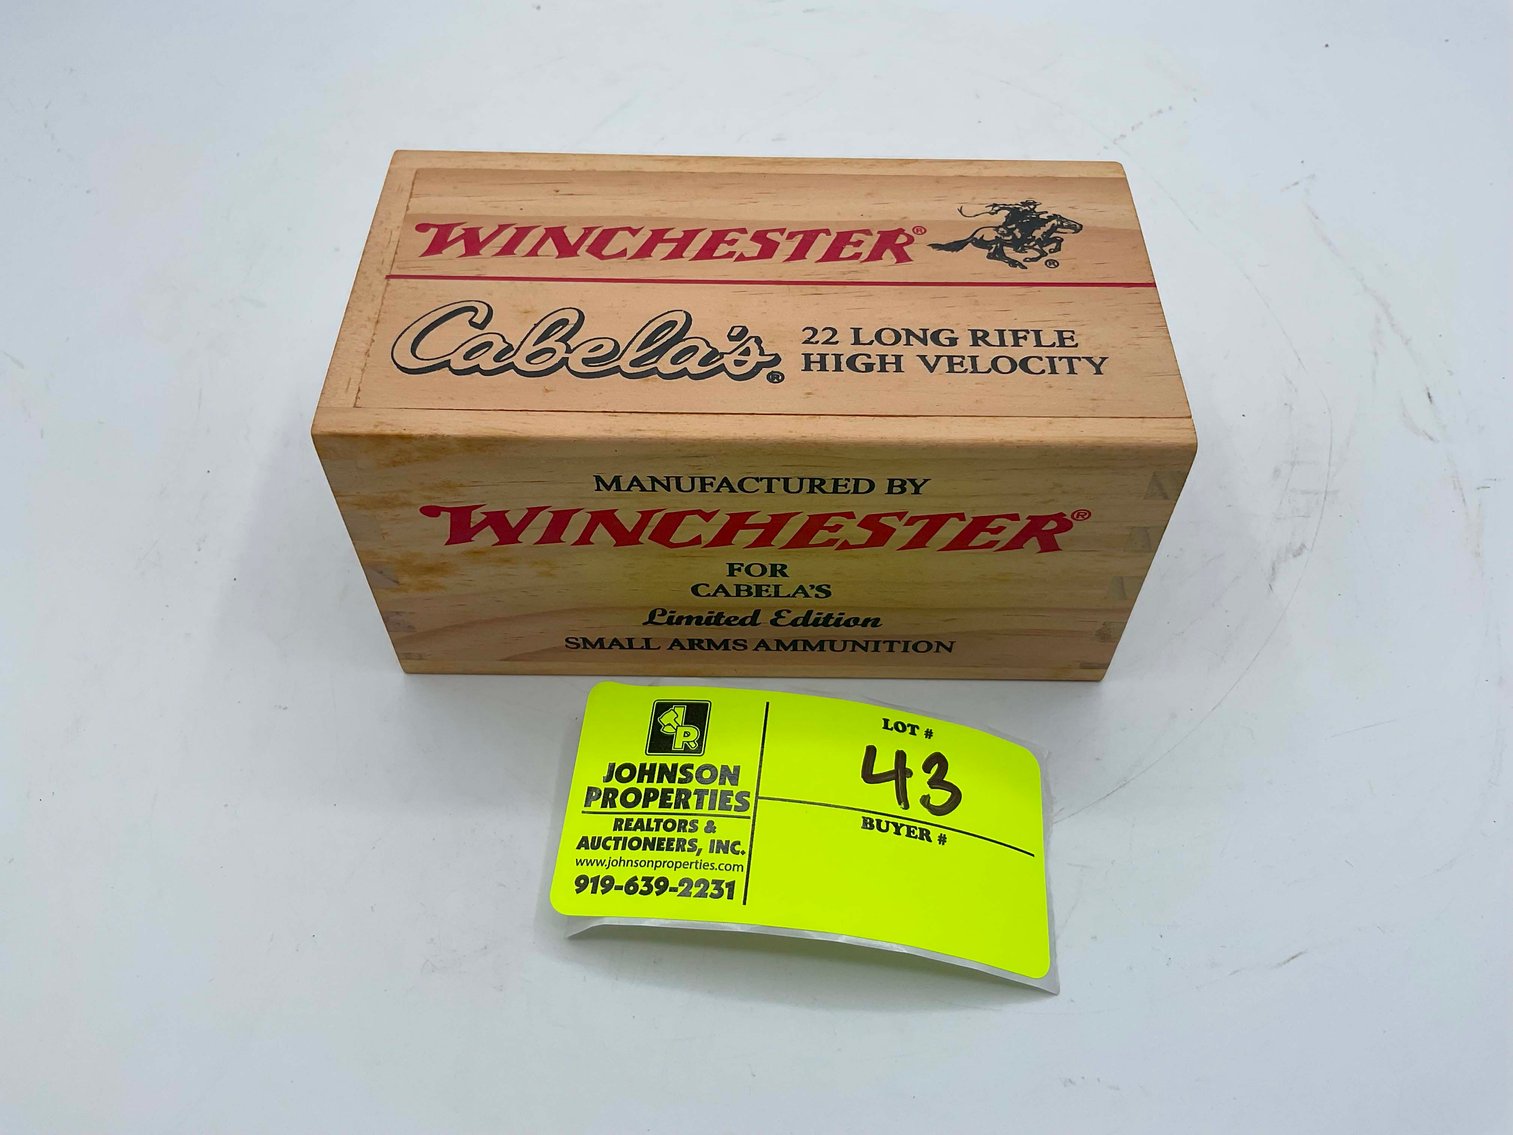 WINCHESTER®
®
Cabela's®
22 LONG RIFLE
HIGH VELOCITY
MANUFACTURED BY
WINCHESTER®
FOR
CABELA'S
Limited Edition
SMALL ARMS AMMUNITION
JR
JOHNSON
PROPERTIES
REALTORS &
AUCTIONEERS, INC.
www.johnsonproperties.com
919-639-2231
LOT #
43
BUYER #